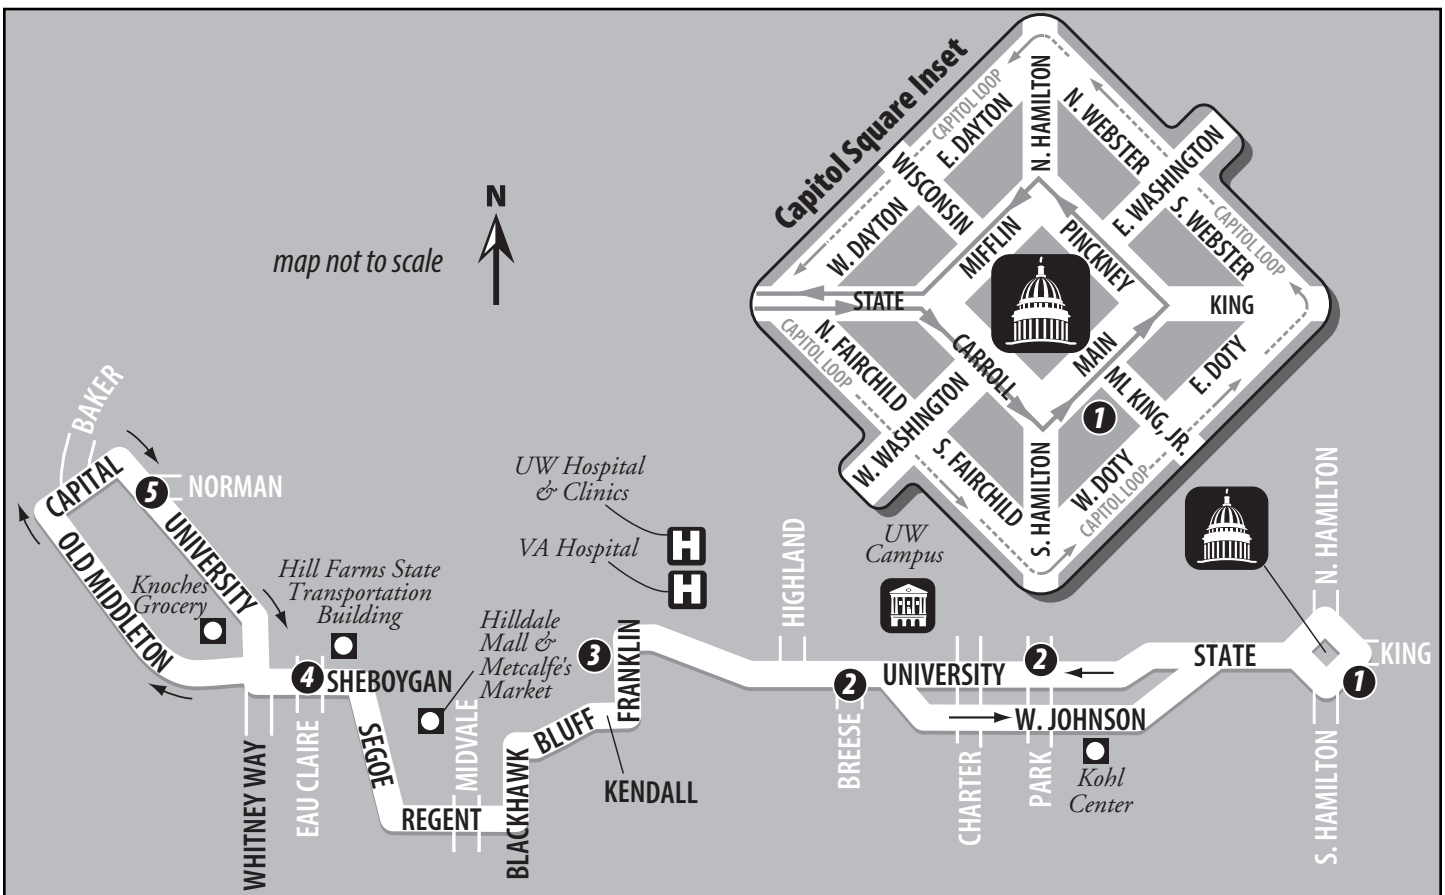 Capitol Square Inset
CAPITOL LOOP
E. DAYTON
N. HAMILTON
N. WEBSTER
WISCONSIN
E. WASHINGTON
W. DAYTON
MIFFLIN
PINCKNEY
S. WEBSTER
CAPITOL LOOP
STATE
KING
CAPITOL LOOP
N. FAIRCHILD
CARROLL
MAIN
ML KING, JR.
E. DOTY
W. WASHINGTON
1
S. FAIRCHILD
S. HAMILTON
W. DOTY
CAPITOL LOOP
N
map not to scale
BAKER
CAPITAL
5
NORMAN
UNIVERSITY
OLD MIDDLETON
Knoches
Grocery
Hill Farms State
Transportation
Building
UW Hospital
& Clinics
H
VA Hospital
H
Hilldale
Mall &
Metcalfe's
Market
3
FRANKLIN
HIGHLAND
UW
Campus
4
SHEBOYGAN
WHITNEY WAY
EAU CLAIRE
SEGOE
REGENT
MIDVALE
BLACKHAWK
BLUFF
KENDALL
2
BREESE
UNIVERSITY
2
CHARTER
PARK
W. JOHNSON
Kohl
Center
STATE
N. HAMILTON
KING
1
S. HAMILTON